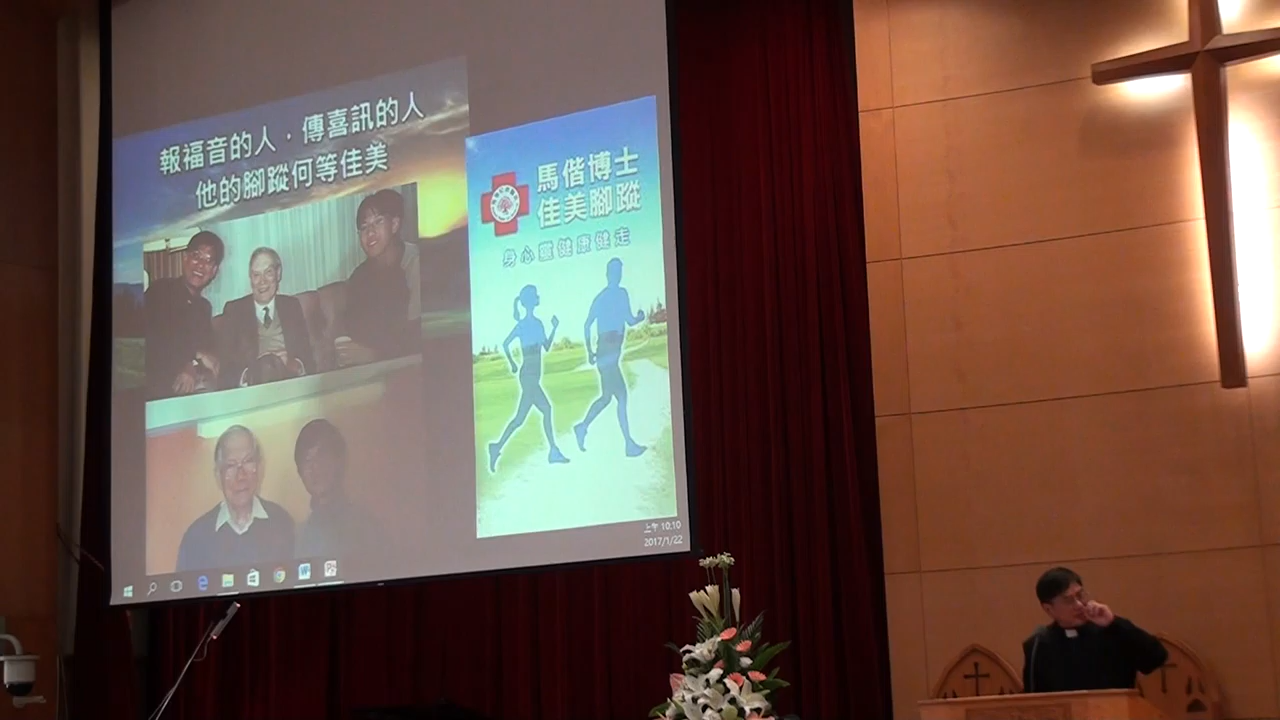 報福音的人．傳喜訊的人
他的腳蹤何等佳美
馬偕博士
佳美腳蹤
身心靈健康健走
上午 10:10
2017/1/22